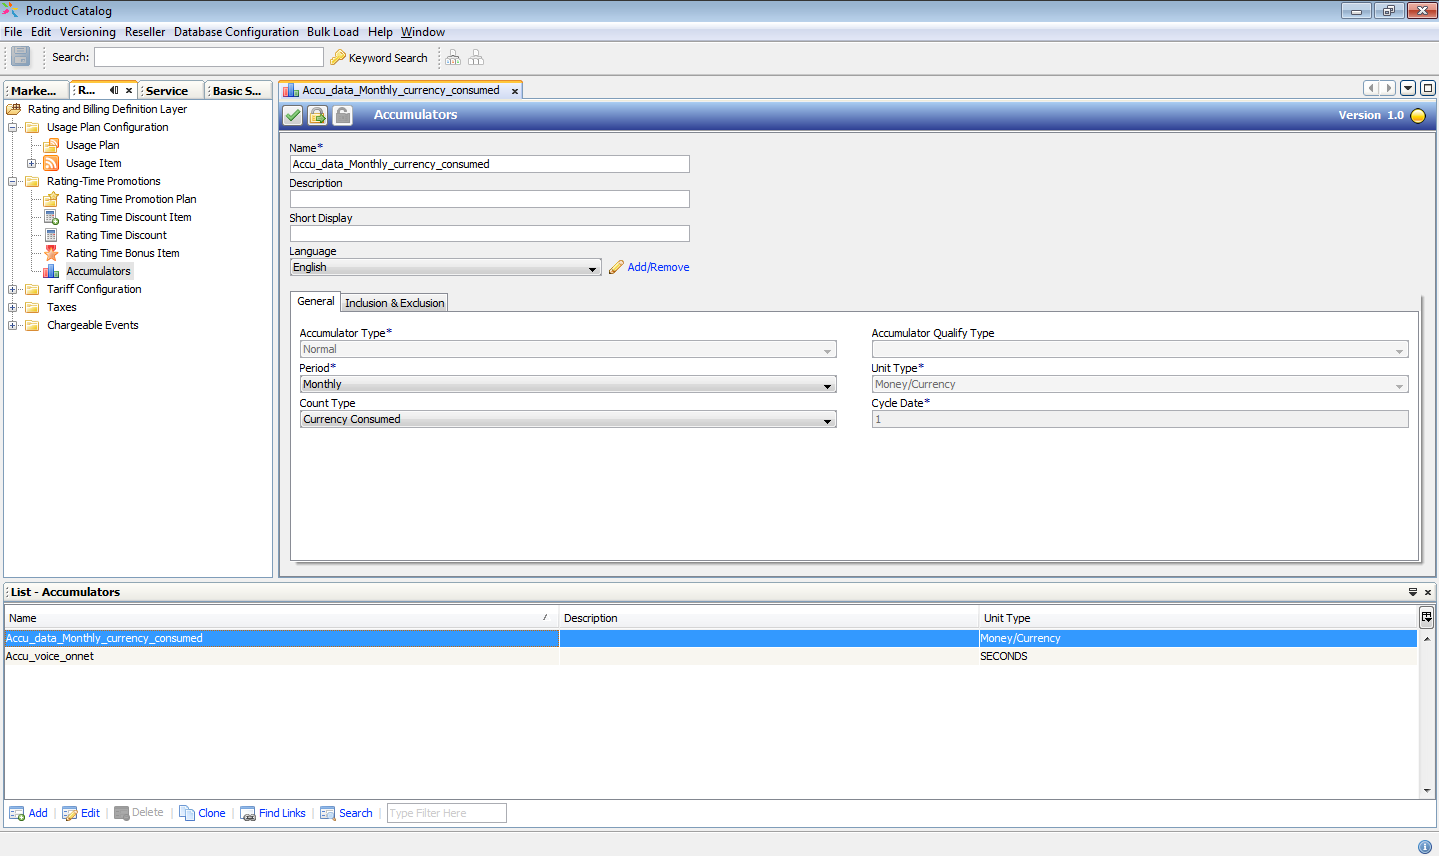 Product Catalog
File Edit Versioning Reseller Database Configuration Bulk Load Help Window
Search: Keyword Search
Marke... R... Service Basic S...
Rating and Billing Definition Layer
Usage Plan Configuration
Usage Plan
Usage Item
Rating-Time Promotions
Rating Time Promotion Plan
Rating Time Discount Item
Rating Time Discount
Rating Time Bonus Item
Accumulators
Tariff Configuration
Taxes
Chargeable Events
Accu_data_Monthly_currency_consumed
Accumulators Version 1.0
Name*
Accu_data_Monthly_currency_consumed
Description
Short Display
Language
English Add/Remove
General Inclusion & Exclusion
Accumulator Type* Accumulator Qualify Type
Normal
Period* Unit Type*
Monthly Money/Currency
Count Type Cycle Date*
Currency Consumed 1
List - Accumulators
Name Description Unit Type
Accu_data_Monthly_currency_consumed Money/Currency
Accu_voice_onnet SECONDS
Add Edit Delete Clone Find Links Search Type Filter Here